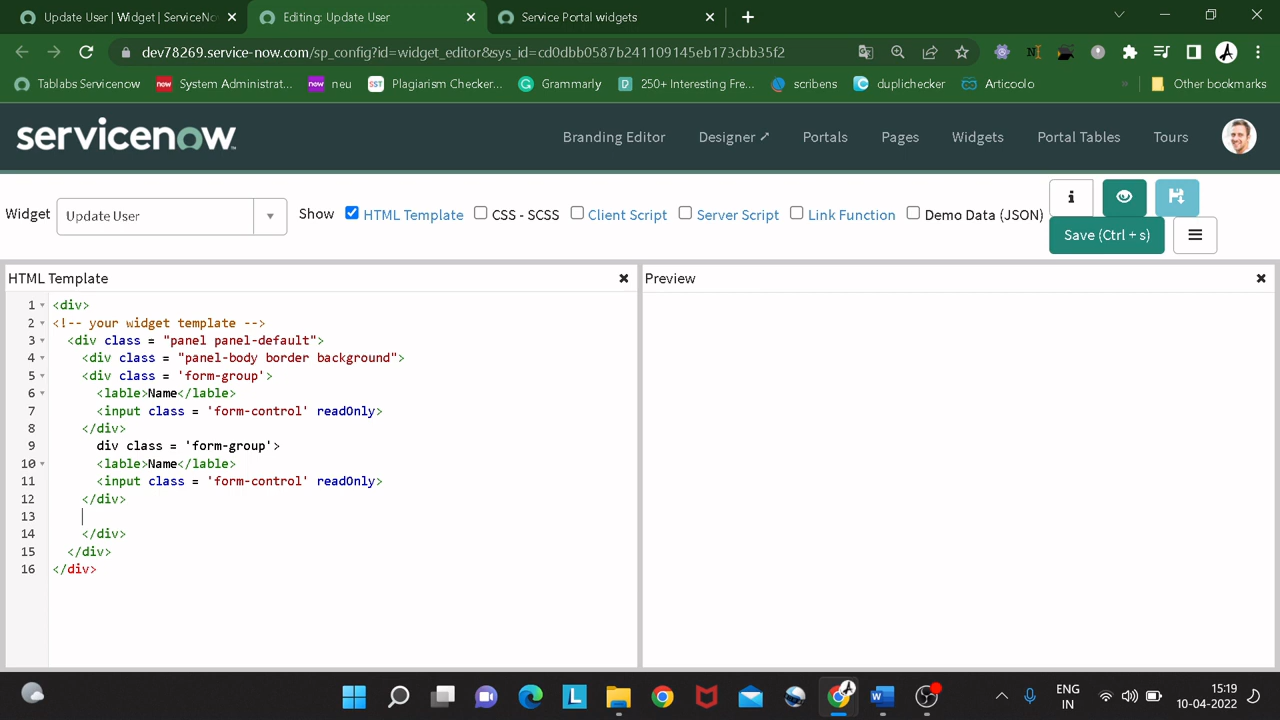 Update User | Widget | ServiceNo
Editing: Update User
Service Portal widgets
dev78269.service-now.com/sp_config?id=widget_editor&sys_id=cd0dbb0587b241109145eb173cbb35f2
Tablabs Servicenow
System Administrat...
neu
Plagiarism Checker...
Grammarly
250+ Interesting Fre...
scribens
duplichecker
Articoolo
»
Other bookmarks
servicenow
Branding Editor
Designer
Portals
Pages
Widgets
Portal Tables
Tours
Widget
Update User
Show
HTML Template
CSS - SCSS
Client Script
Server Script
Link Function
Demo Data (JSON)
Save (Ctrl + s)
HTML Template
Preview
1 <div>
2 <!-- your widget template -->
3 <div class = "panel panel-default">
4 <div class = "panel-body border background">
5 <div class = 'form-group'>
6 <lable>Name</lable>
7 <input class = 'form-control' readOnly>
8 </div>
9 div class = 'form-group'>
10 <lable>Name</lable>
11 <input class = 'form-control' readOnly>
12 </div>
13
14 </div>
15 </div>
16 </div>
ENG
IN
15:19
10-04-2022